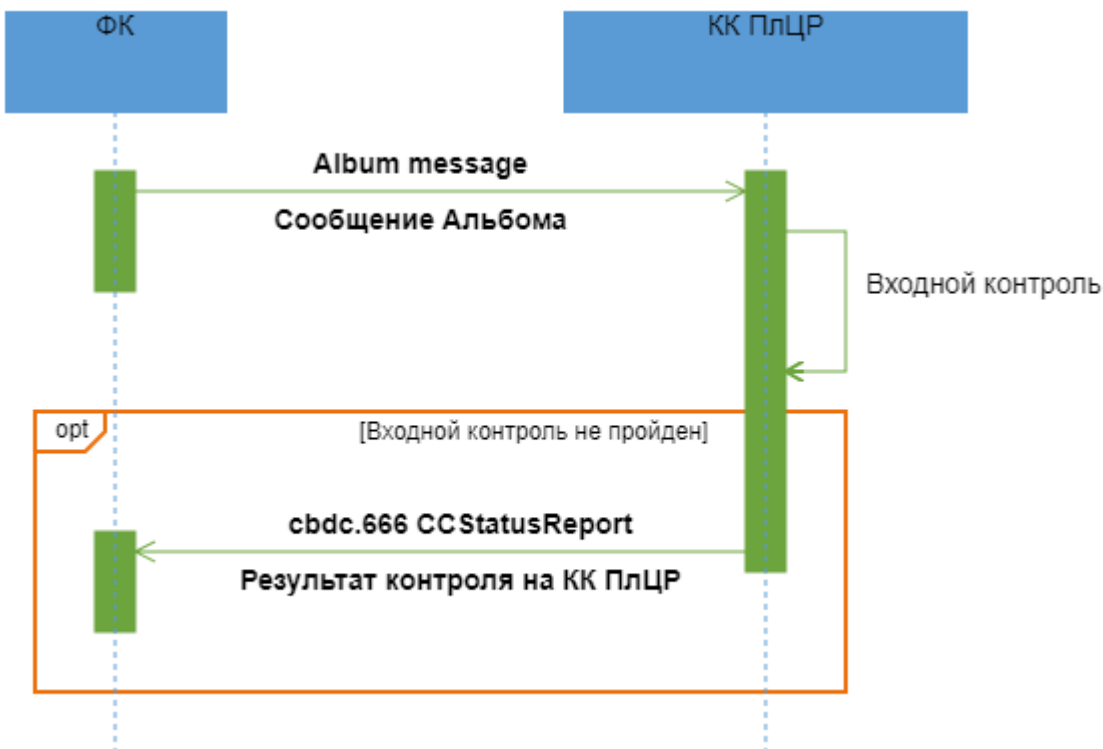 ФК
КК ПлЦР
Album message
Сообщение Альбома
Входной контроль
opt
[Входной контроль не пройден]
cbdc.666 CCStatusReport
Результат контроля на КК ПлЦР